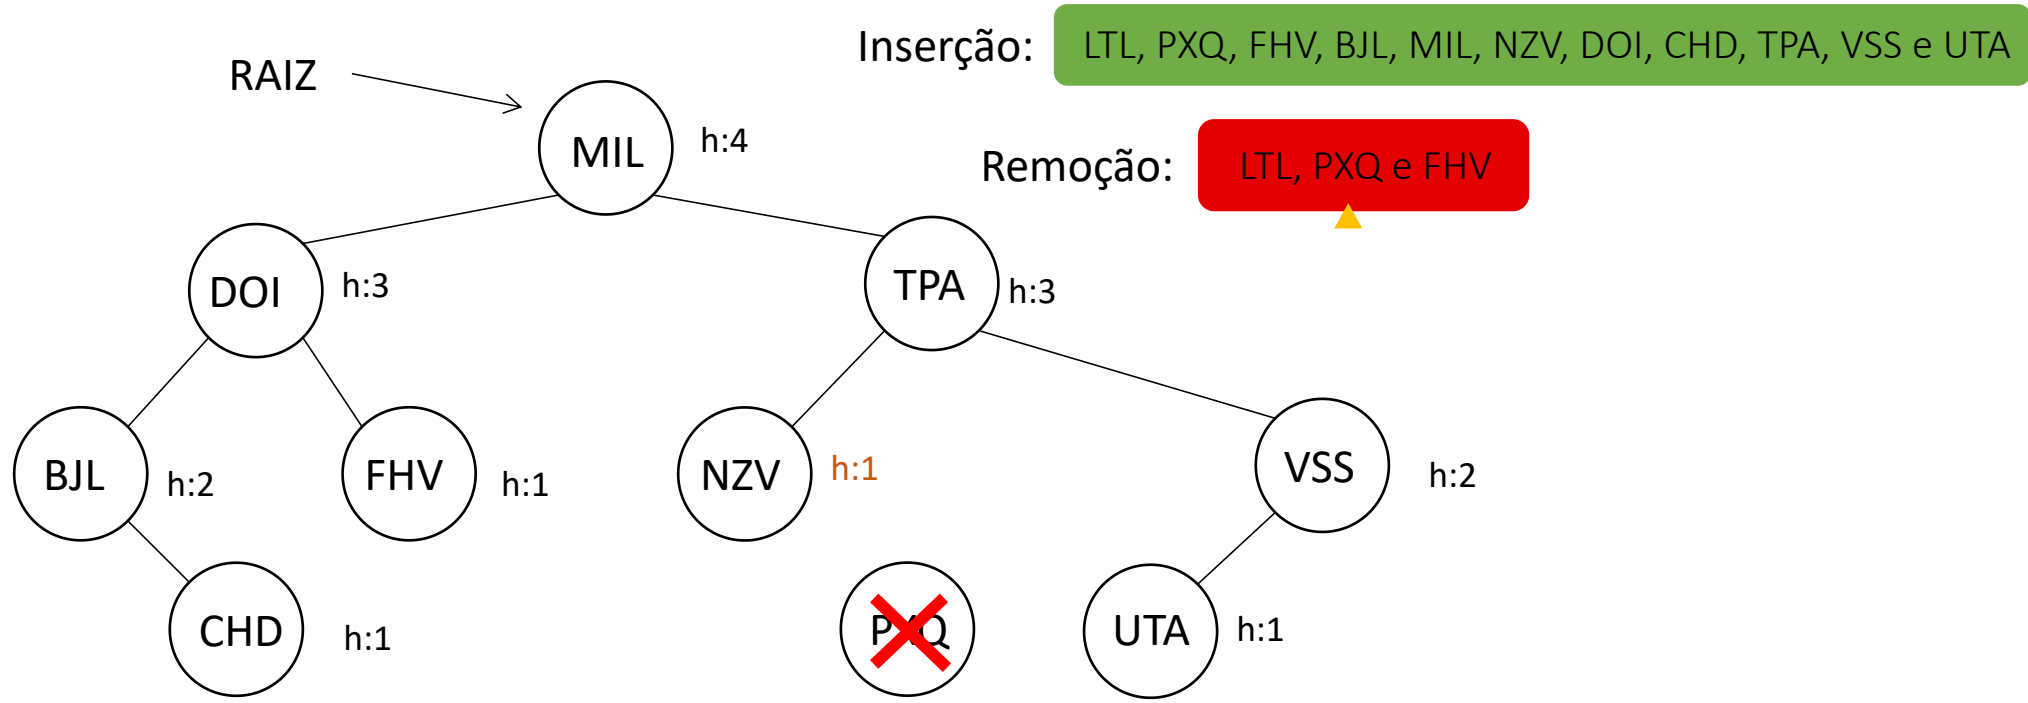 Inserção: LTL, PXQ, FHV, BJL, MIL, NZV, DOI, CHD, TPA, VSS e UTA
RAIZ
MIL h:4
Remoção: LTL, PXQ e FHV
DOI h:3
TPA h:3
BJL h:2
FHV h:1
NZV h:1
VSS h:2
CHD h:1
PXQ
UTA h:1